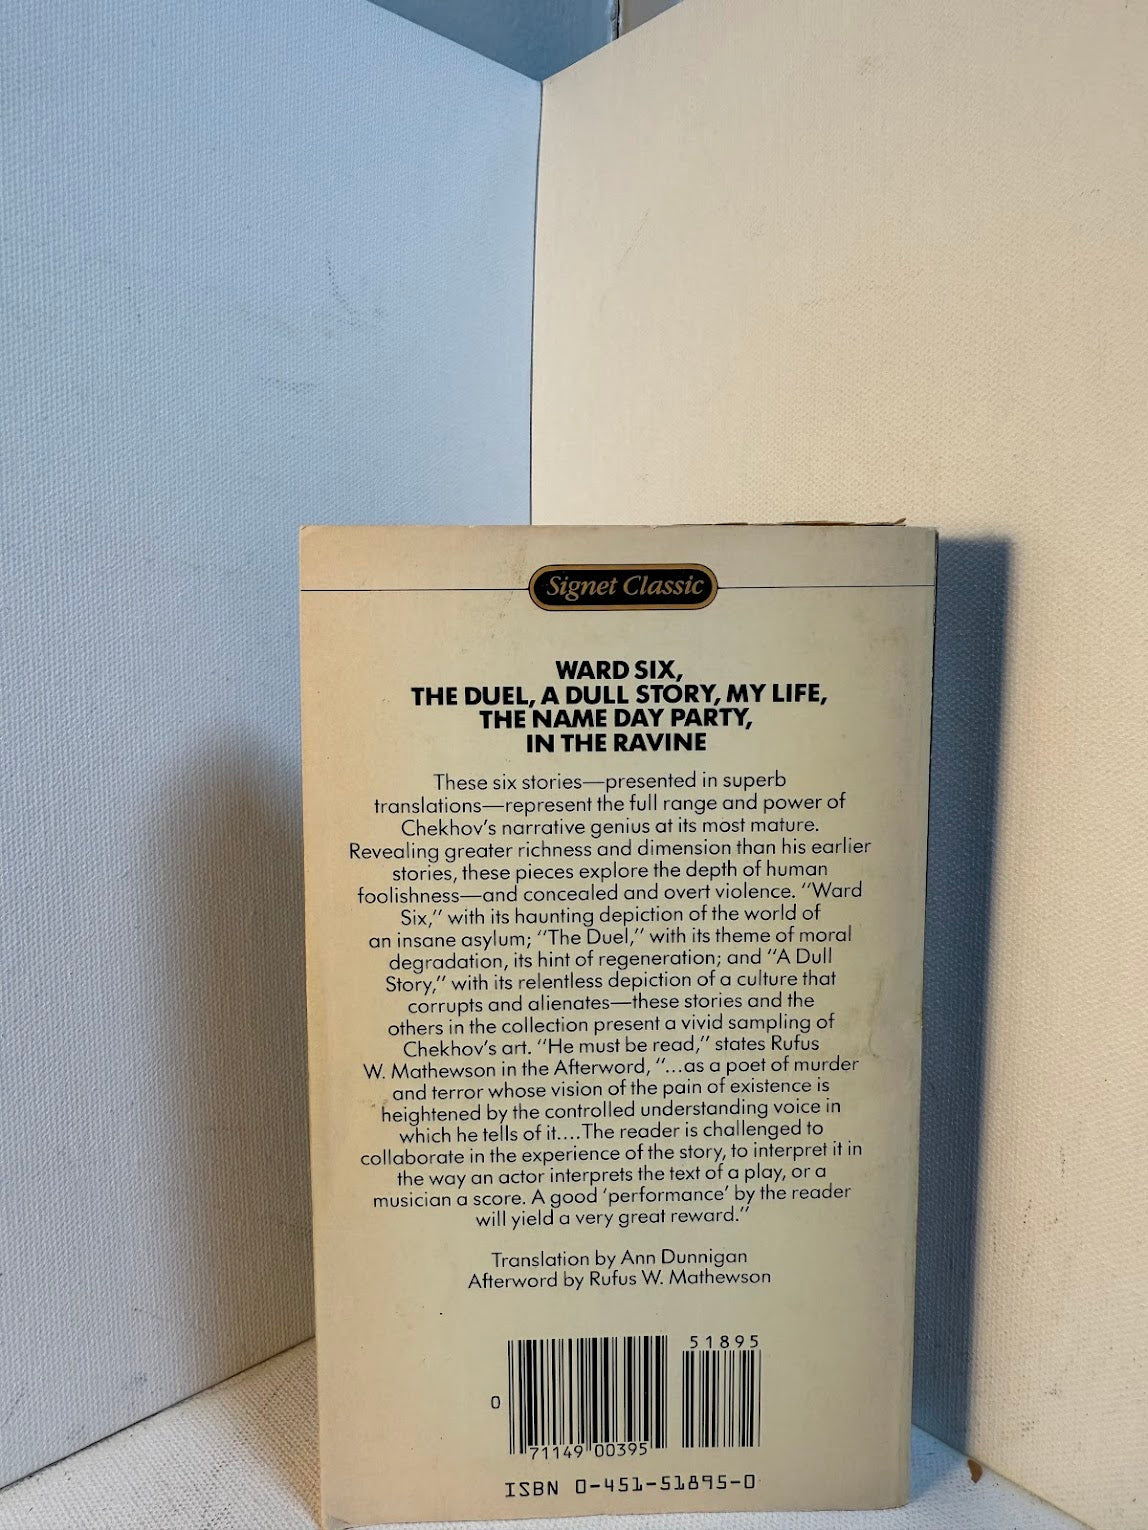 Signet Classic
WARD SIX,
THE DUEL, A DULL STORY, MY LIFE,
THE NAME DAY PARTY,
IN THE RAVINE
These six stories—presented in superb
translations—represent the full range and power of
Chekhov's narrative genius at its most mature.
Revealing greater richness and dimension than his earlier
stories, these pieces explore the depth of human
foolishness—and concealed and overt violence. "Ward
Six," with its haunting depiction of the world of
an insane asylum; "The Duel," with its theme of moral
degradation, its hint of regeneration; and "A Dull
Story," with its relentless depiction of a culture that
corrupts and alienates—these stories and the
others in the collection present a vivid sampling of
Chekhov's art. "He must be read," states Rufus
W. Mathewson in the Afterword, "...as a poet of murder
and terror whose vision of the pain of existence is
heightened by the controlled understanding voice in
which he tells of it....The reader is challenged to
collaborate in the experience of the story, to interpret it in
the way an actor interprets the text of a play, or a
musician a score. A good 'performance' by the reader
will yield a very great reward."
Translation by Ann Dunnigan
Afterword by Rufus W. Mathewson
51895
0
71149 00395
ISBN 0-451-51895-0